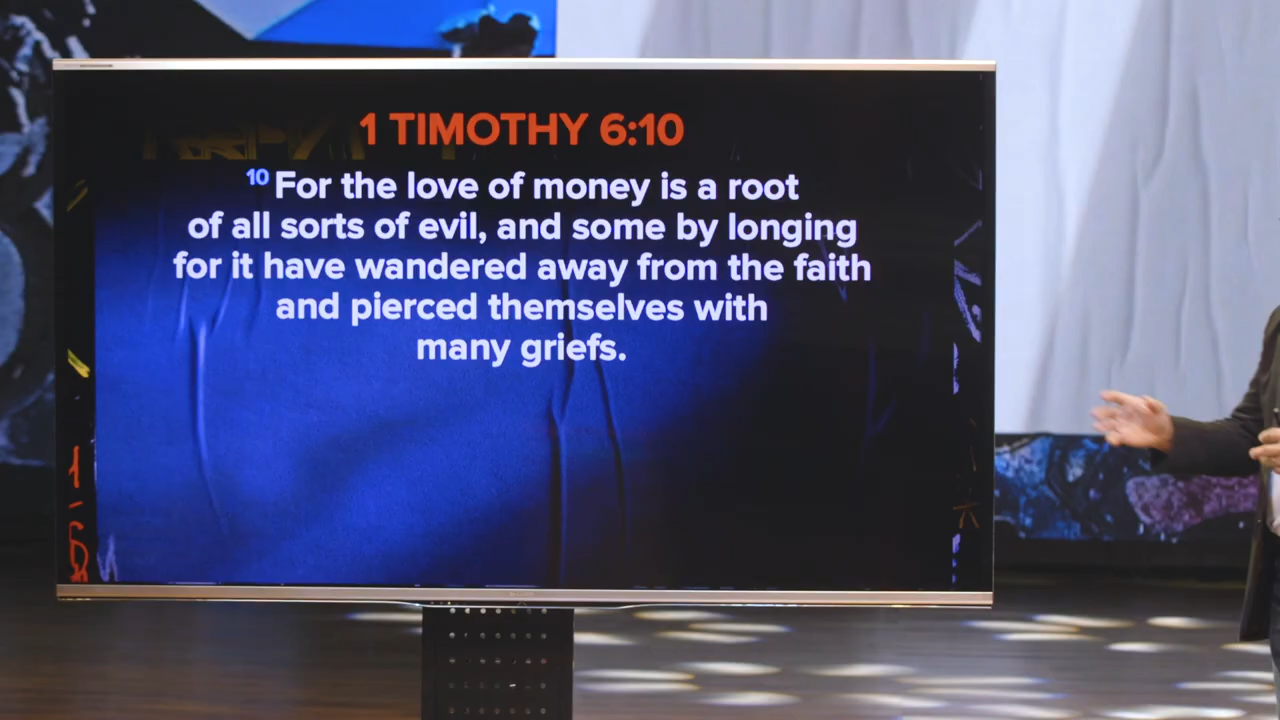 1 TIMOTHY 6:10
10 For the love of money is a root
of all sorts of evil, and some by longing
for it have wandered away from the faith
and pierced themselves with
many griefs.